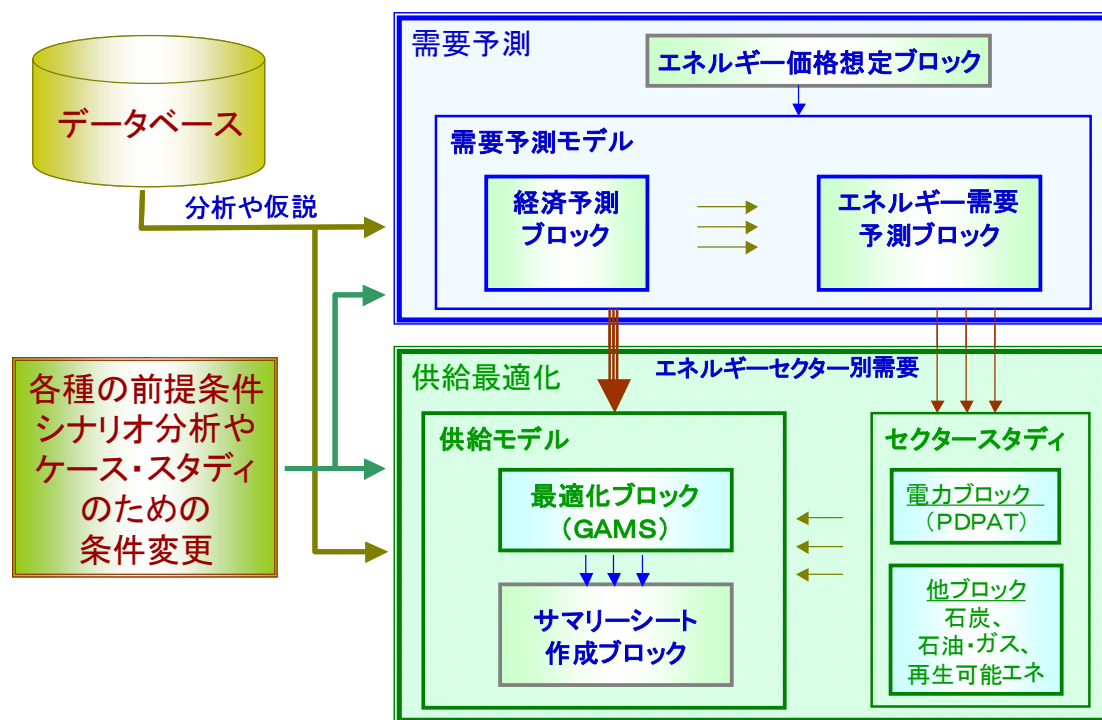 データベース
分析や仮説
各種の前提条件
シナリオ分析や
ケース・スタディ
のための
条件変更
需要予測
エネルギー価格想定ブロック
需要予測モデル
経済予測
ブロック
エネルギー需要
予測ブロック
供給最適化
エネルギーセクター別需要
供給モデル
最適化ブロック
（GAMS）
サマリーシート
作成ブロック
セクタースタディ
電力ブロック
（PDPAT）
他ブロック
石炭、
石油・ガス、
再生可能エネ